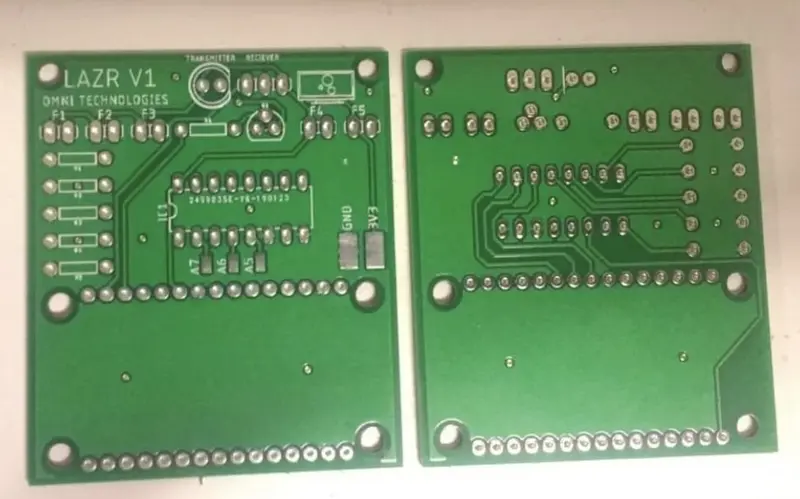 TRANSMITTER RECIEVER
LAZR V1
OMNI TECHNOLOGIES
F1 F2 F3
F4 F5
IC1
GND
3V3
A7 A6 A5